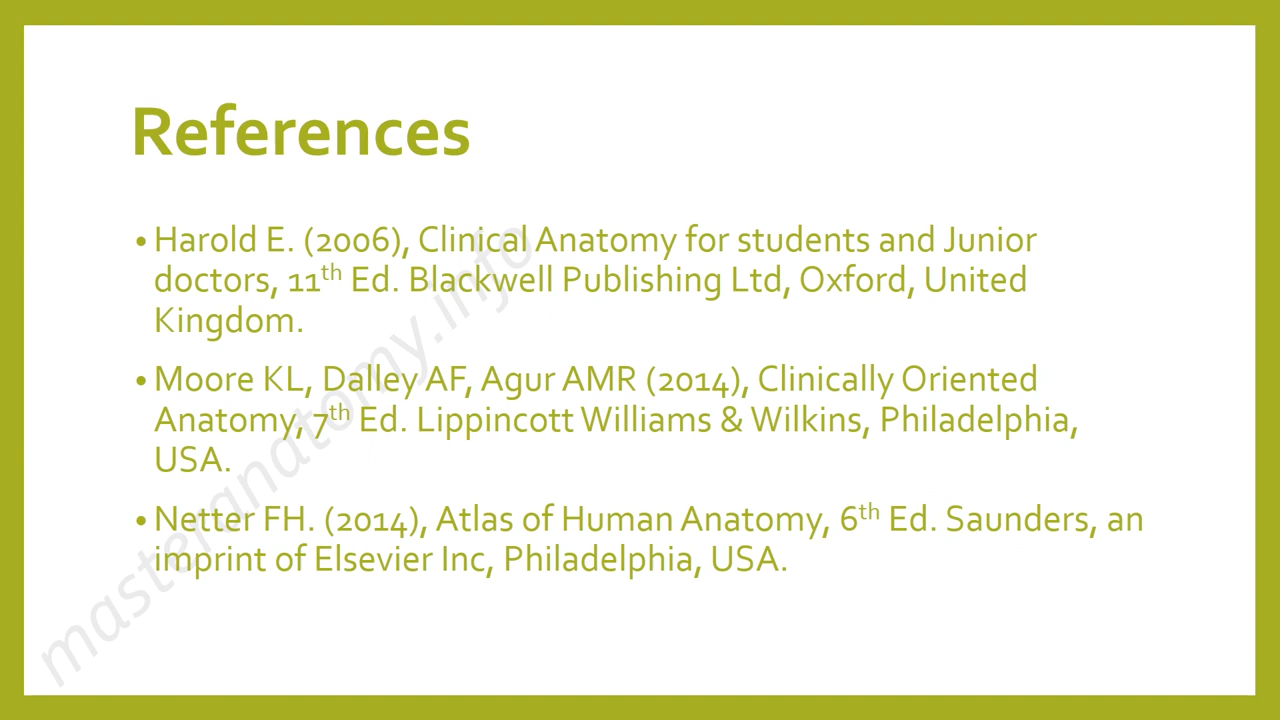 References
• Harold E. (2006), Clinical Anatomy for students and Junior
doctors, 11th Ed. Blackwell Publishing Ltd, Oxford, United
Kingdom.
• Moore KL, Dalley AF, Agur AMR (2014), Clinically Oriented
Anatomy, 7th Ed. Lippincott Williams & Wilkins, Philadelphia,
USA.
• Netter FH. (2014), Atlas of Human Anatomy, 6th Ed. Saunders, an
imprint of Elsevier Inc, Philadelphia, USA.
masteranatomy.info